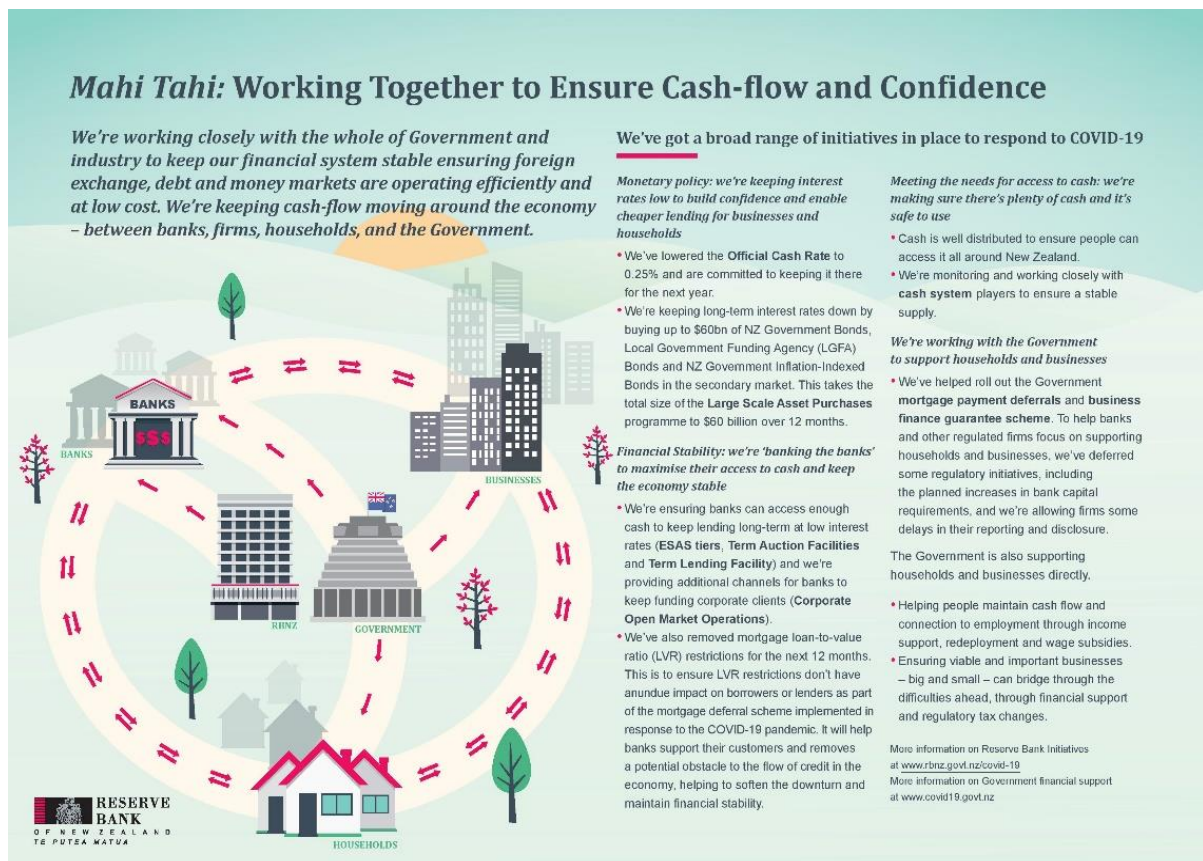 Mahi Tahi: Working Together to Ensure Cash-flow and Confidence
We're working closely with the whole of Government and
industry to keep our financial system stable ensuring foreign
exchange, debt and money markets are operating efficiently and
at low cost. We're keeping cash-flow moving around the economy
– between banks, firms, households, and the Government.
BANKS
$$$
BANKS
BUSINESSES
RBNZ
GOVERNMENT
HOUSEHOLDS
RESERVE
BANK
OF NEW ZEALAND
TE PUTEA MATUA
We've got a broad range of initiatives in place to respond to COVID-19
Monetary policy: we're keeping interest
rates low to build confidence and enable
cheaper lending for businesses and
households
• We've lowered the Official Cash Rate to
0.25% and are committed to keeping it there
for the next year.
• We're keeping long-term interest rates down by
buying up to $60bn of NZ Government Bonds,
Local Government Funding Agency (LGFA)
Bonds and NZ Government Inflation-Indexed
Bonds in the secondary market. This takes the
total size of the Large Scale Asset Purchases
programme to $60 billion over 12 months.
Financial Stability: we're 'banking the banks'
to maximise their access to cash and keep
the economy stable
• We're ensuring banks can access enough
cash to keep lending long-term at low interest
rates (ESAS tiers, Term Auction Facilities
and Term Lending Facility) and we're
providing additional channels for banks to
keep funding corporate clients (Corporate
Open Market Operations).
• We've also removed mortgage loan-to-value
ratio (LVR) restrictions for the next 12 months.
This is to ensure LVR restrictions don't have
anundue impact on borrowers or lenders as part
of the mortgage deferral scheme implemented in
response to the COVID-19 pandemic. It will help
banks support their customers and removes
a potential obstacle to the flow of credit in the
economy, helping to soften the downturn and
maintain financial stability.
Meeting the needs for access to cash: we're
making sure there's plenty of cash and it's
safe to use
• Cash is well distributed to ensure people can
access it all around New Zealand.
• We're monitoring and working closely with
cash system players to ensure a stable
supply.
We're working with the Government
to support households and businesses
• We've helped roll out the Government
mortgage payment deferrals and business
finance guarantee scheme. To help banks
and other regulated firms focus on supporting
households and businesses, we've deferred
some regulatory initiatives, including
the planned increases in bank capital
requirements, and we're allowing firms some
delays in their reporting and disclosure.
The Government is also supporting
households and businesses directly.
• Helping people maintain cash flow and
connection to employment through income
support, redeployment and wage subsidies.
• Ensuring viable and important businesses
– big and small – can bridge through the
difficulties ahead, through financial support
and regulatory tax changes.
More information on Reserve Bank Initiatives
at www.rbnz.govt.nz/covid-19
More information on Government financial support
at www.covid19.govt.nz